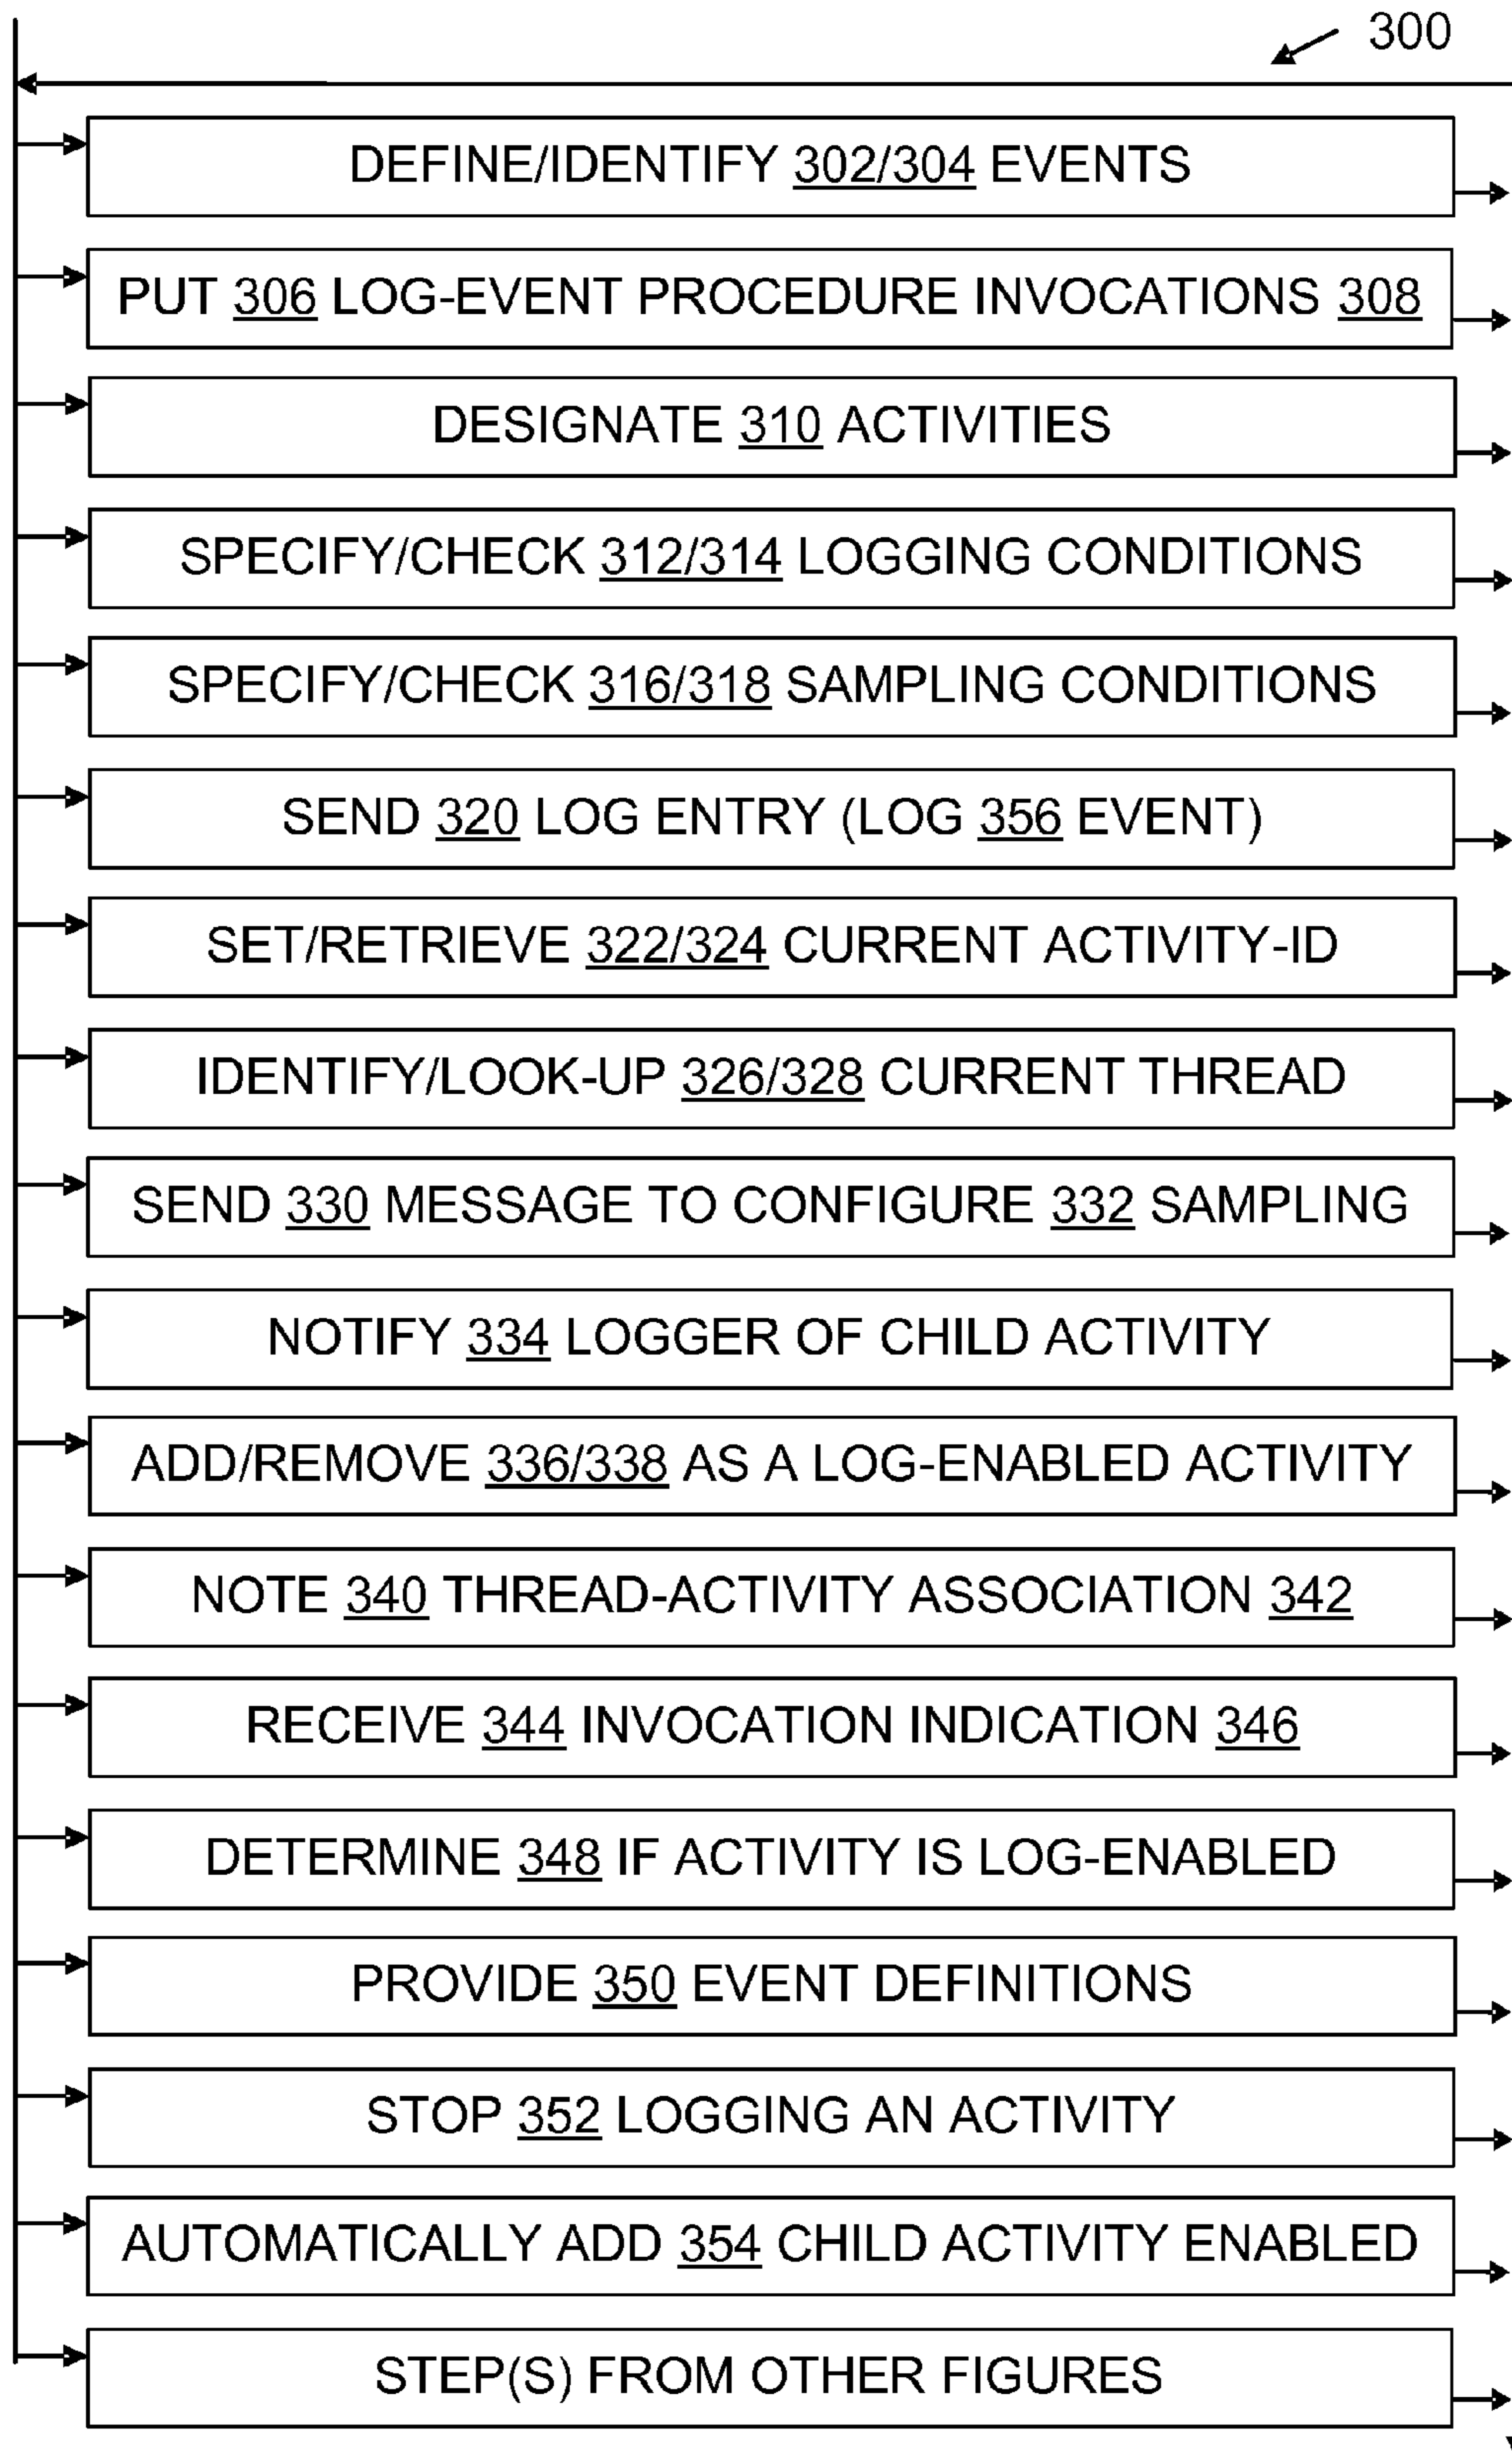 300
DEFINE/IDENTIFY 302/304 EVENTS
PUT 306 LOG-EVENT PROCEDURE INVOCATIONS 308
DESIGNATE 310 ACTIVITIES
SPECIFY/CHECK 312/314 LOGGING CONDITIONS
SPECIFY/CHECK 316/318 SAMPLING CONDITIONS
SEND 320 LOG ENTRY (LOG 356 EVENT)
SET/RETRIEVE 322/324 CURRENT ACTIVITY-ID
IDENTIFY/LOOK-UP 326/328 CURRENT THREAD
SEND 330 MESSAGE TO CONFIGURE 332 SAMPLING
NOTIFY 334 LOGGER OF CHILD ACTIVITY
ADD/REMOVE 336/338 AS A LOG-ENABLED ACTIVITY
NOTE 340 THREAD-ACTIVITY ASSOCIATION 342
RECEIVE 344 INVOCATION INDICATION 346
DETERMINE 348 IF ACTIVITY IS LOG-ENABLED
PROVIDE 350 EVENT DEFINITIONS
STOP 352 LOGGING AN ACTIVITY
AUTOMATICALLY ADD 354 CHILD ACTIVITY ENABLED
STEP(S) FROM OTHER FIGURES